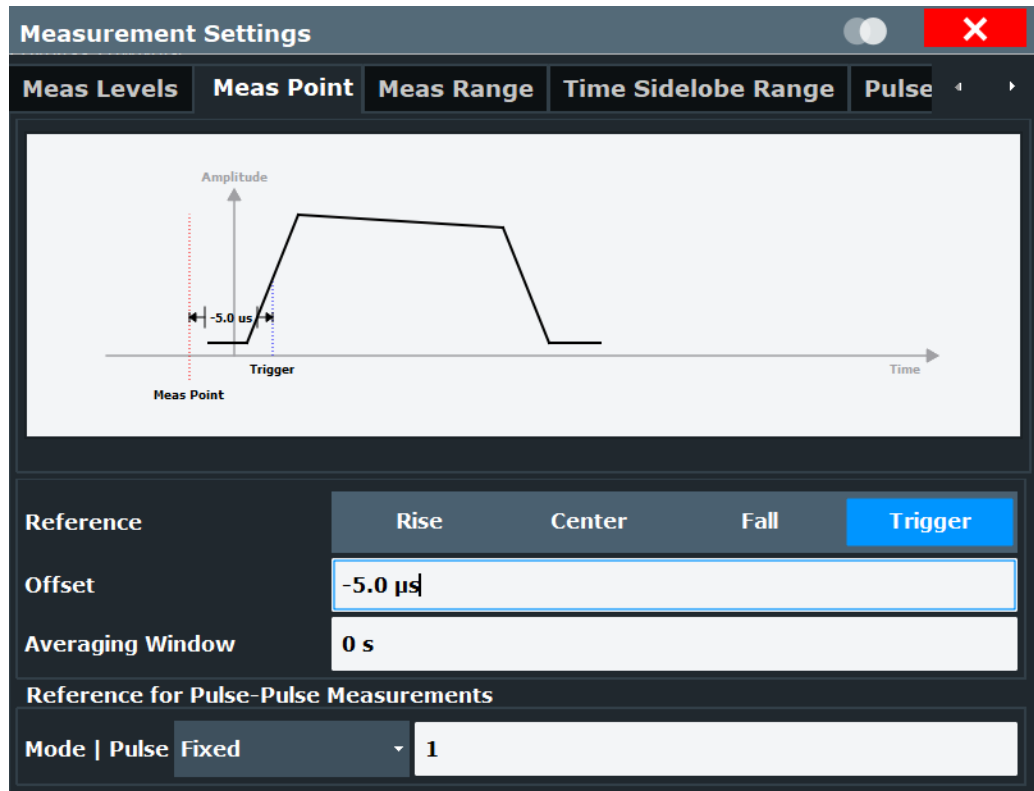 Measurement Settings
Meas Levels Meas Point Meas Range Time Sidelobe Range Pulse
Amplitude
-5.0 us
Trigger
Time
Meas Point
Reference Rise Center Fall Trigger
Offset -5.0 µs
Averaging Window 0 s
Reference for Pulse-Pulse Measurements
Mode | Pulse Fixed 1